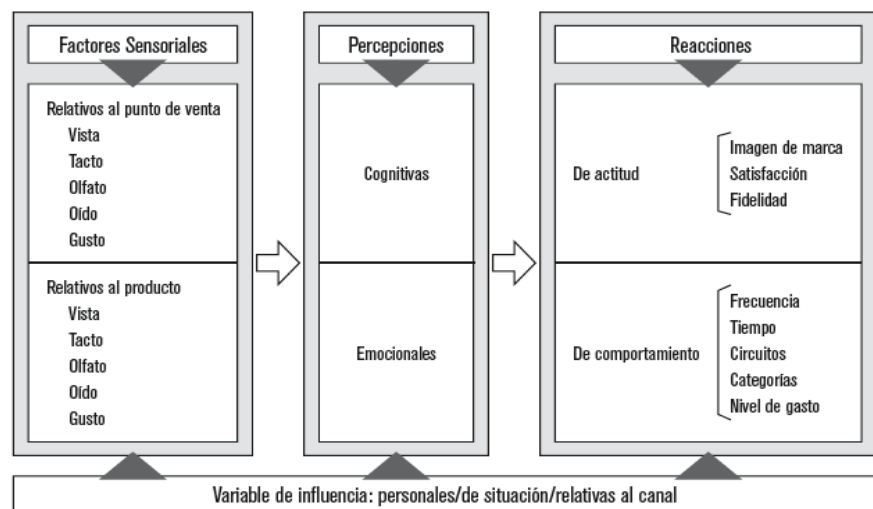 Factores Sensoriales
Relativos al punto de venta
Vista
Tacto
Olfato
Oído
Gusto
Relativos al producto
Vista
Tacto
Olfato
Oído
Gusto
Percepciones
Cognitivas
Emocionales
Reacciones
De actitud
Imagen de marca
Satisfacción
Fidelidad
De comportamiento
Frecuencia
Tiempo
Circuitos
Categorías
Nivel de gasto
Variable de influencia: personales/de situación/relativas al canal